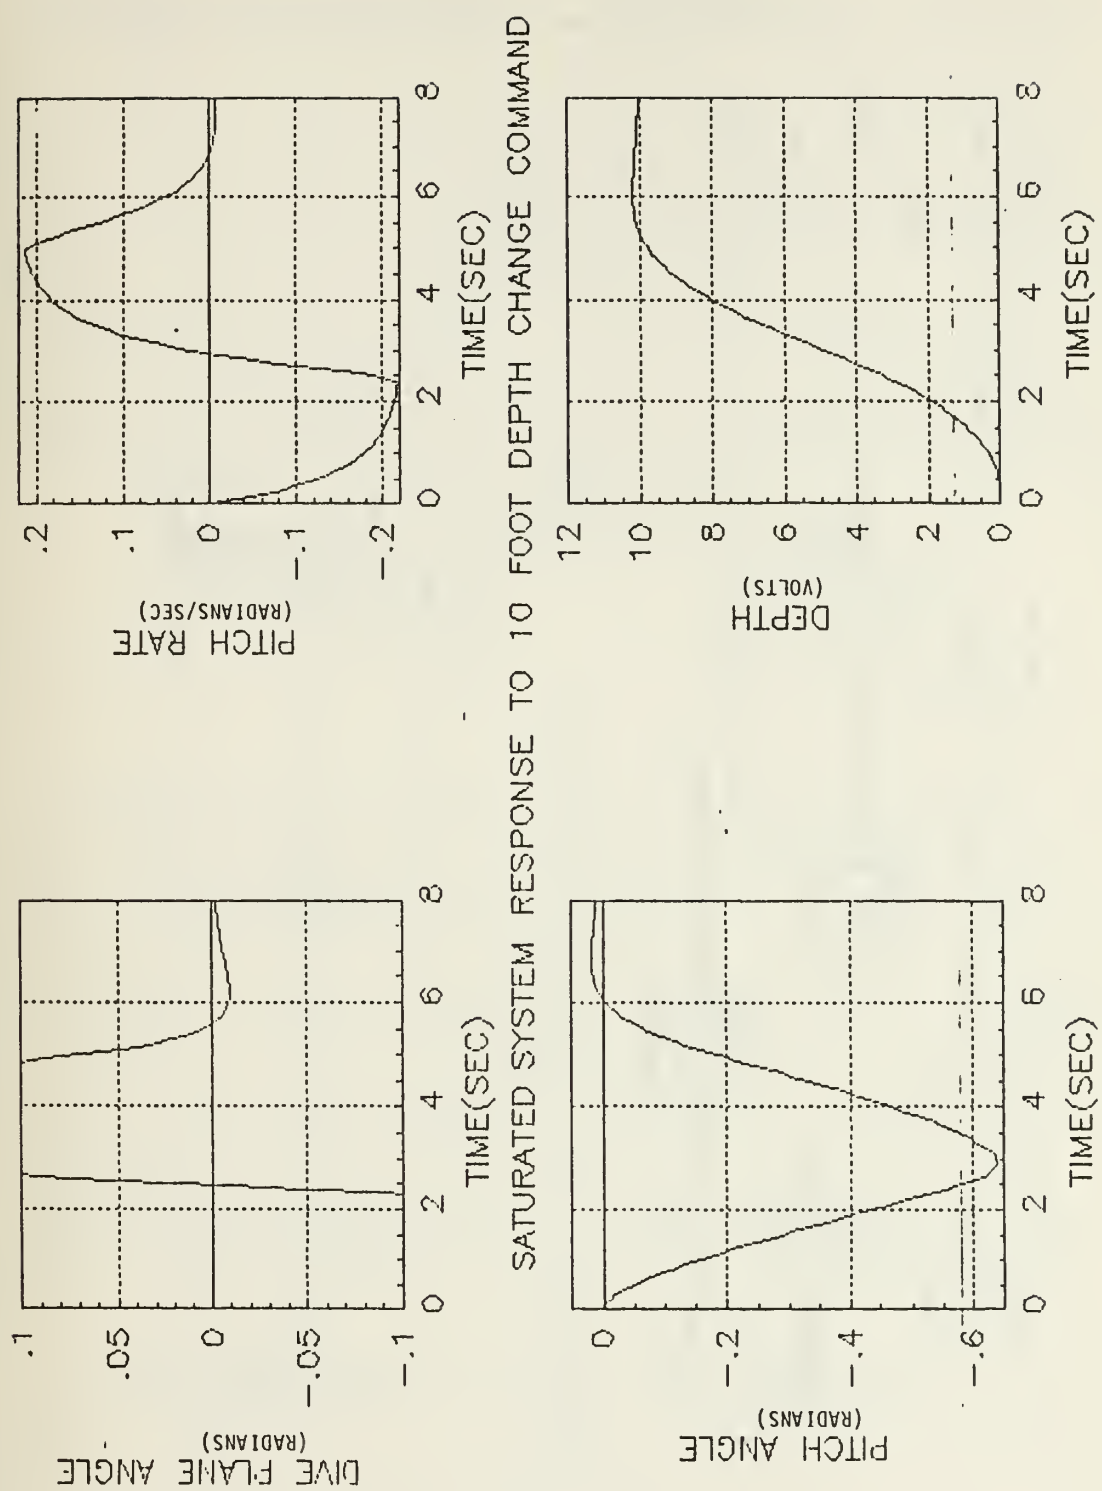 DIVE PLANE ANGLE
(RADIANS)
.1
.05
0
-.05
-.1
0 2 4 6 8
TIME(SEC)
PITCH RATE
(RADIANS/SEC)
.2
.1
0
-.1
-.2
0 2 4 6 8
TIME(SEC)
SATURATED SYSTEM RESPONSE TO 10 FOOT DEPTH CHANGE COMMAND
PITCH ANGLE
(RADIANS)
0
-.2
-.4
-.6
0 2 4 6 8
TIME(SEC)
DEPTH
(VOLTS)
12
10
8
6
4
2
0
0 2 4 6 8
TIME(SEC)